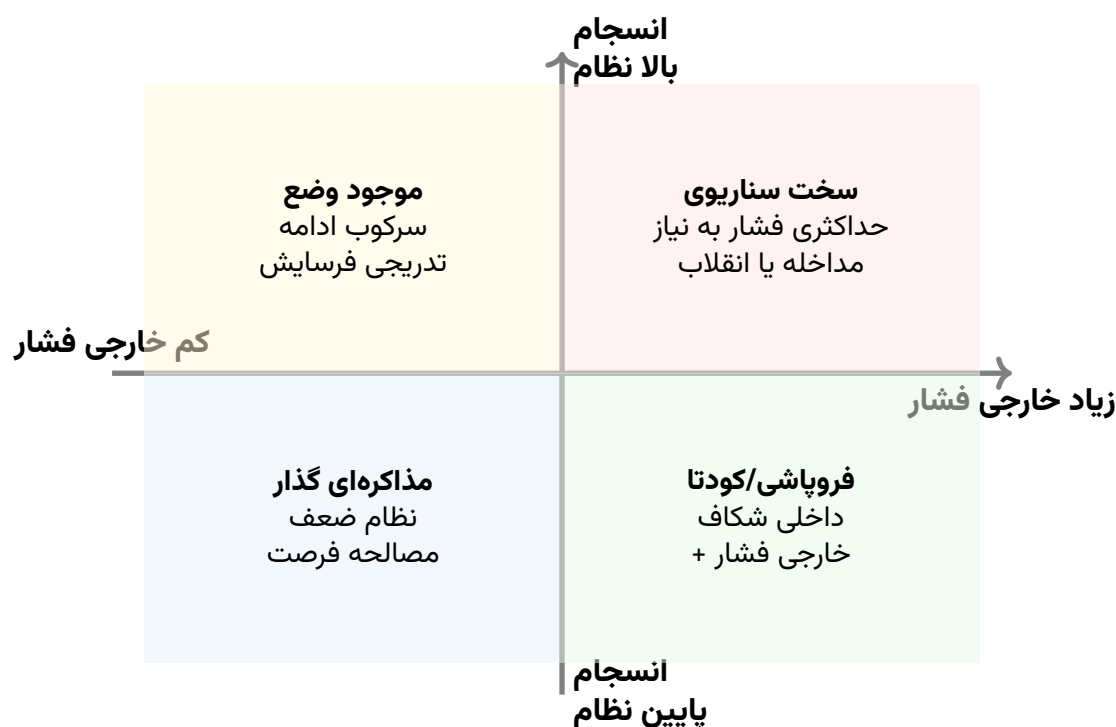 انسجام
بالا نظام
موجود وضع
سرکوب ادامه
تدریجی فرسایش
سخت سناریوی
حداکثری فشار به نیاز
مداخله یا انقلاب
کم خارجی فشار
زیاد خارجی فشار
مذاکره‌ای گذار
نظام ضعف
مصالحه فرصت
فروپاشی/کودتا
داخلی شکاف
خارجی فشار +
انسجام
پایین نظام